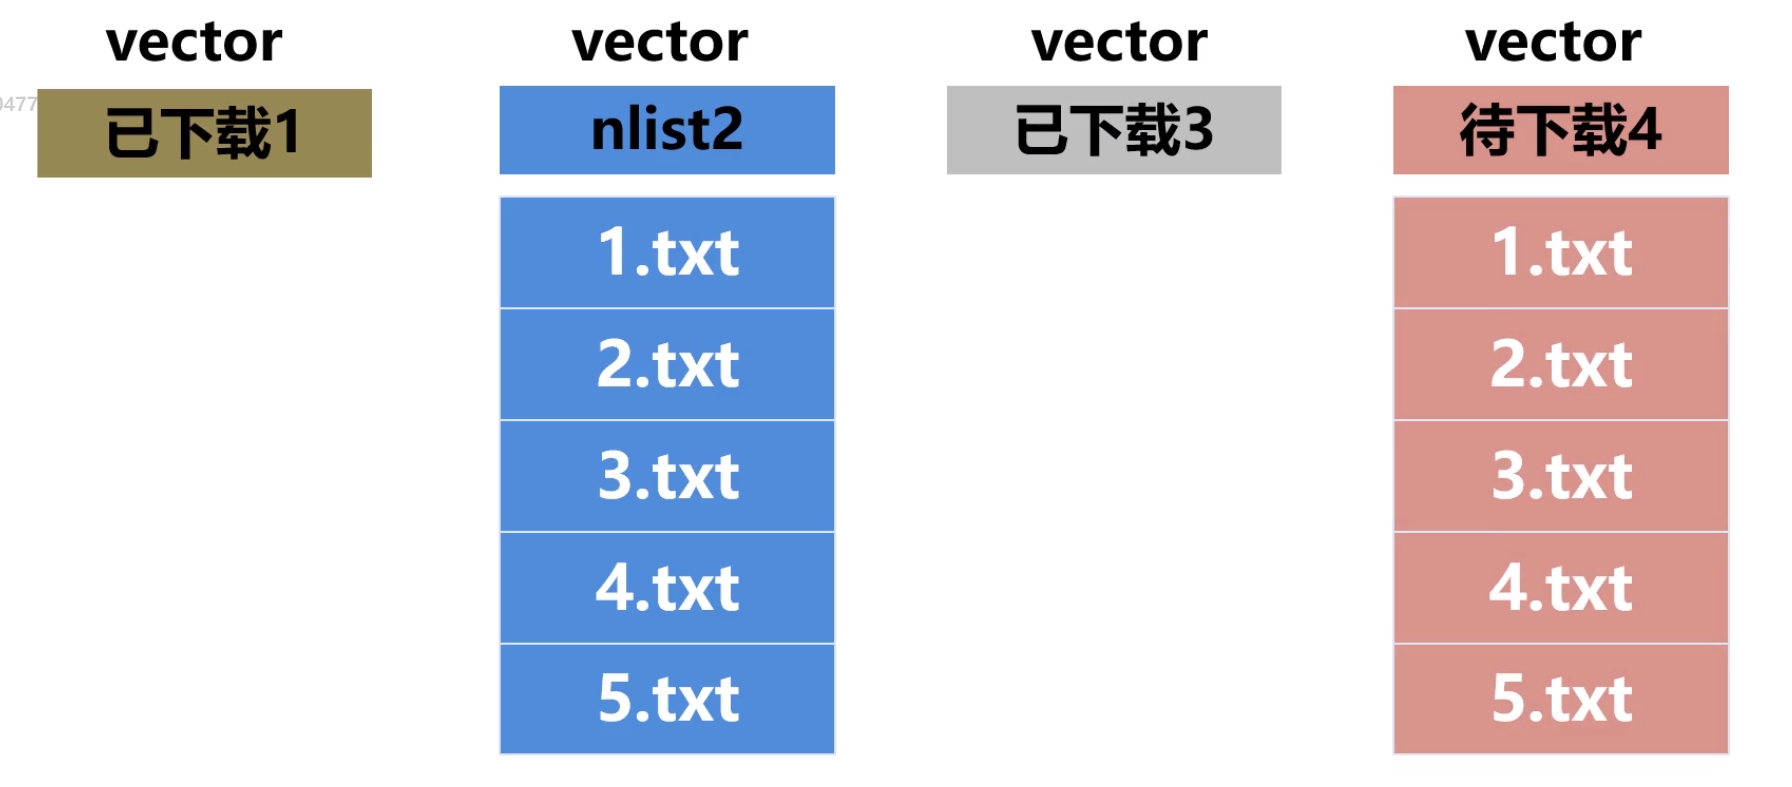 vector vector vector vector
0477
已下载1 nlist2 已下载3 待下载4
1.txt 1.txt
2.txt 2.txt
3.txt 3.txt
4.txt 4.txt
5.txt 5.txt